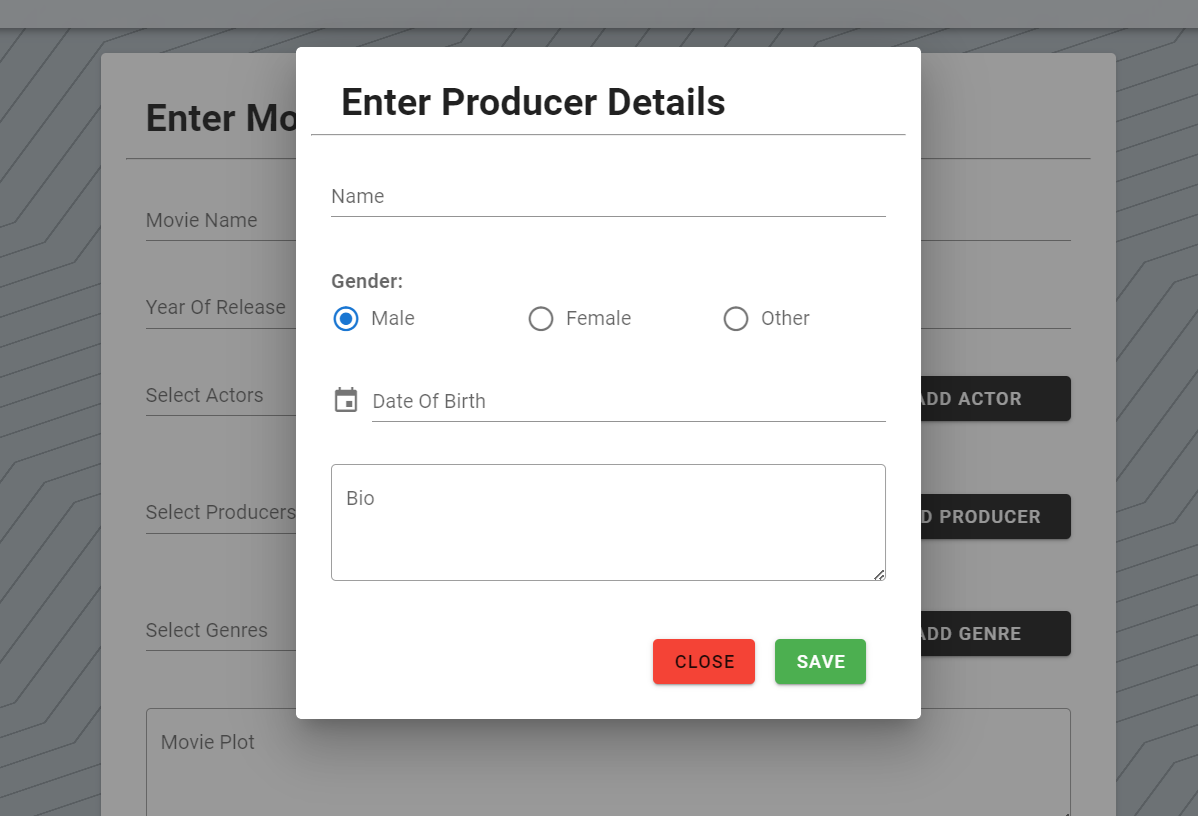 Enter Producer Details
Name
Gender:
Male Female Other
Date Of Birth
Bio
CLOSE SAVE
Enter Mo
Movie Name
Year Of Release
Select Actors
ADD ACTOR
Select Producers
D PRODUCER
Select Genres
ADD GENRE
Movie Plot